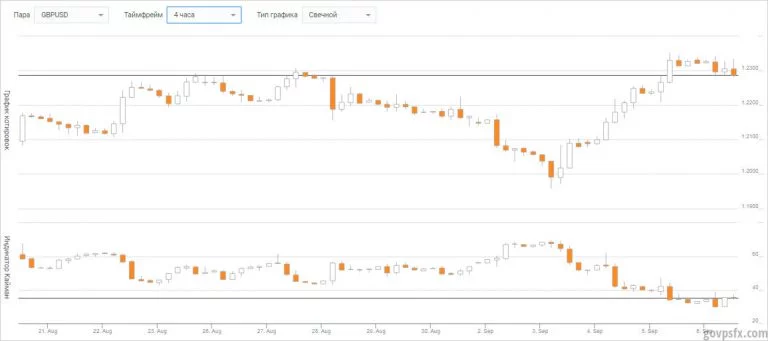 Пара GBPUSD Таймфрейм 4 часа Тип графика Свечной
График котировок
1.2300
1.2200
1.2100
1.2000
1.1900
Индикатор Кайман
60
40
20
21. Aug 22. Aug 23. Aug 26. Aug 27. Aug 28. Aug 29. Aug 30. Aug 2. Sep 3. Sep 4. Sep 5. Sep 8. Sep
govpsfx.com